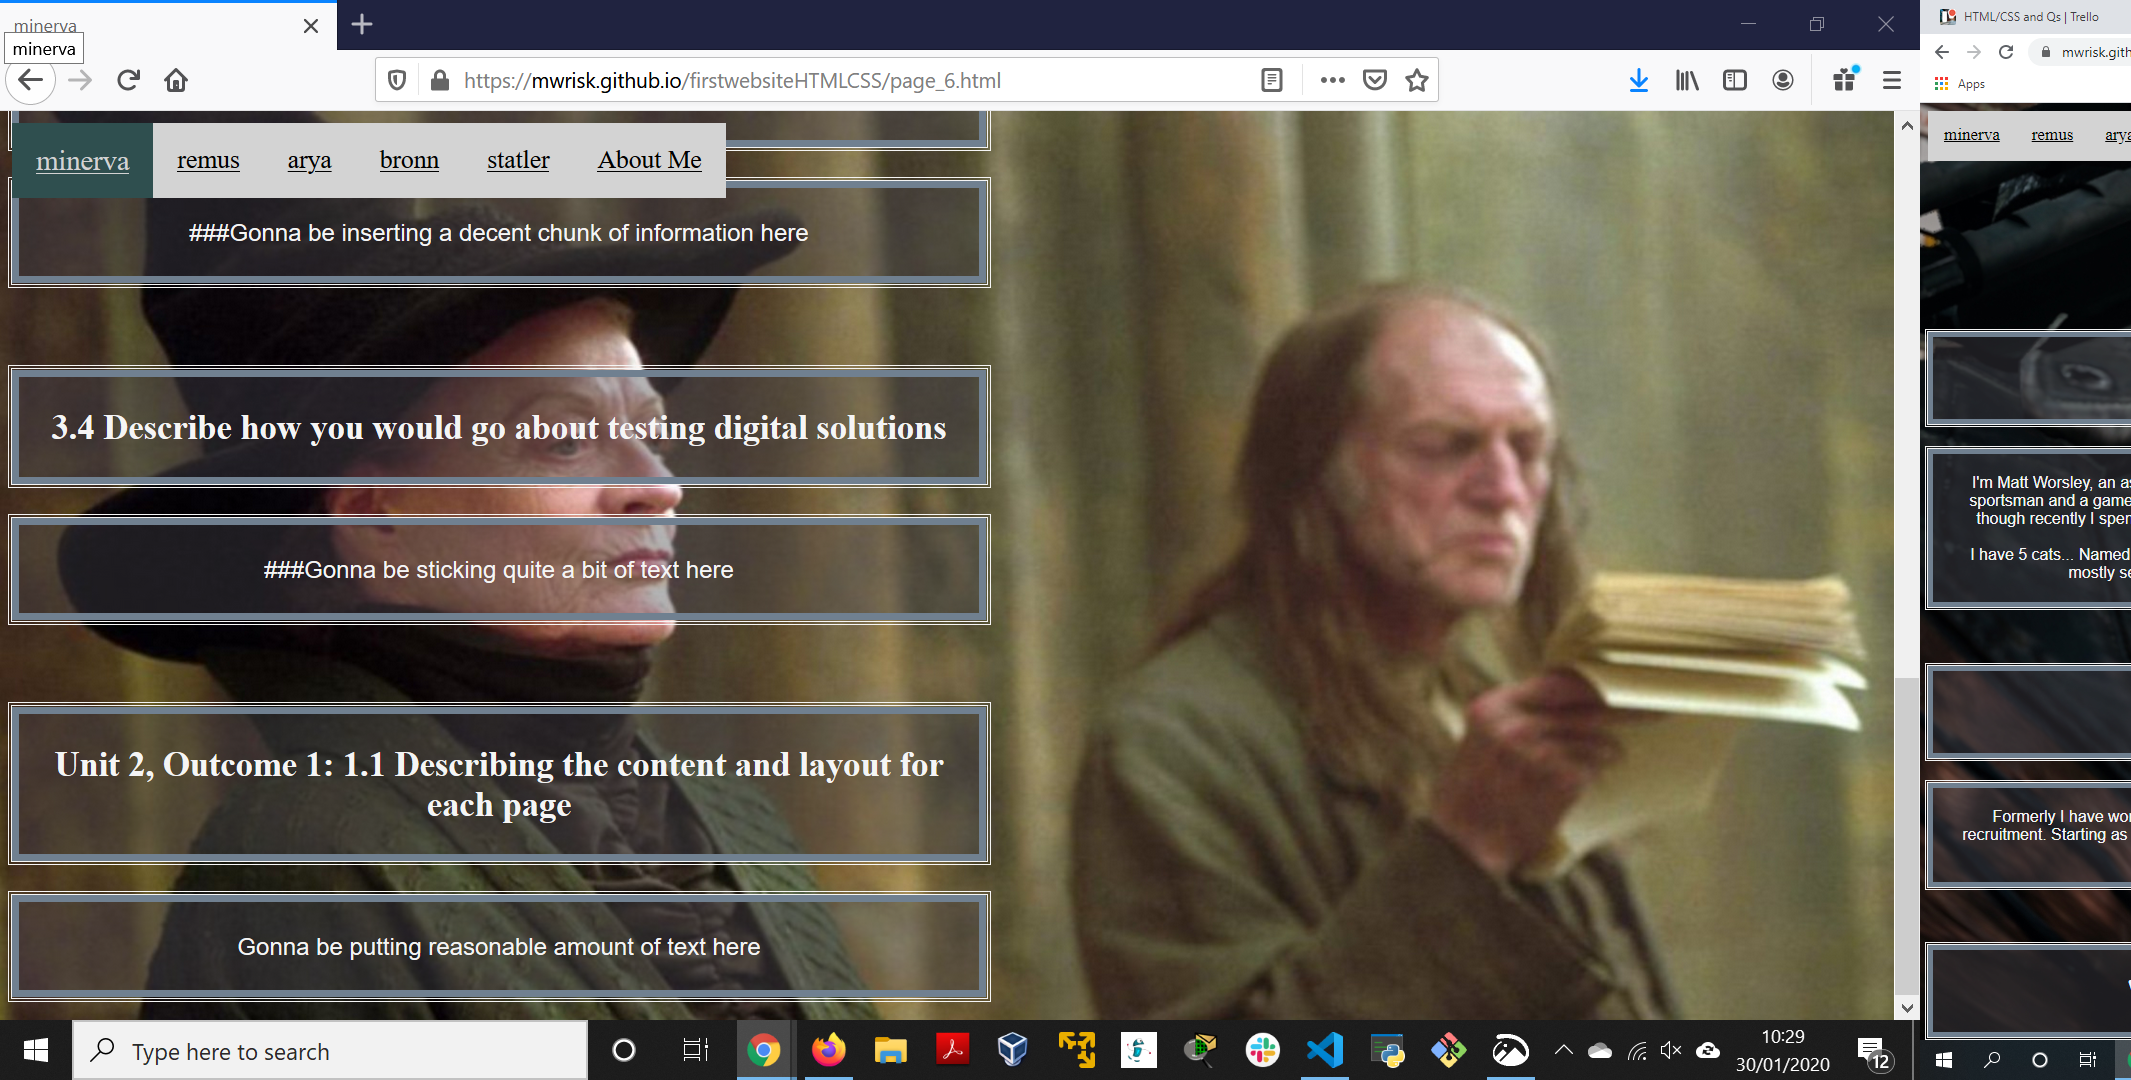 minerva
minerva
https://mwrisk.github.io/firstwebsiteHTMLCSS/page_6.html
minerva remus arya bronn statler About Me
###Gonna be inserting a decent chunk of information here
3.4 Describe how you would go about testing digital solutions
###Gonna be sticking quite a bit of text here
Unit 2, Outcome 1: 1.1 Describing the content and layout for
each page
Gonna be putting reasonable amount of text here
Type here to search
10:29
30/01/2020
12
HTML/CSS and Qs | Trello
mwrisk.gith
Apps
minerva remus arya
I'm Matt Worsley, an as
sportsman and a game
though recently I spen
I have 5 cats... Named
mostly se
Formerly I have wor
recruitment. Starting as